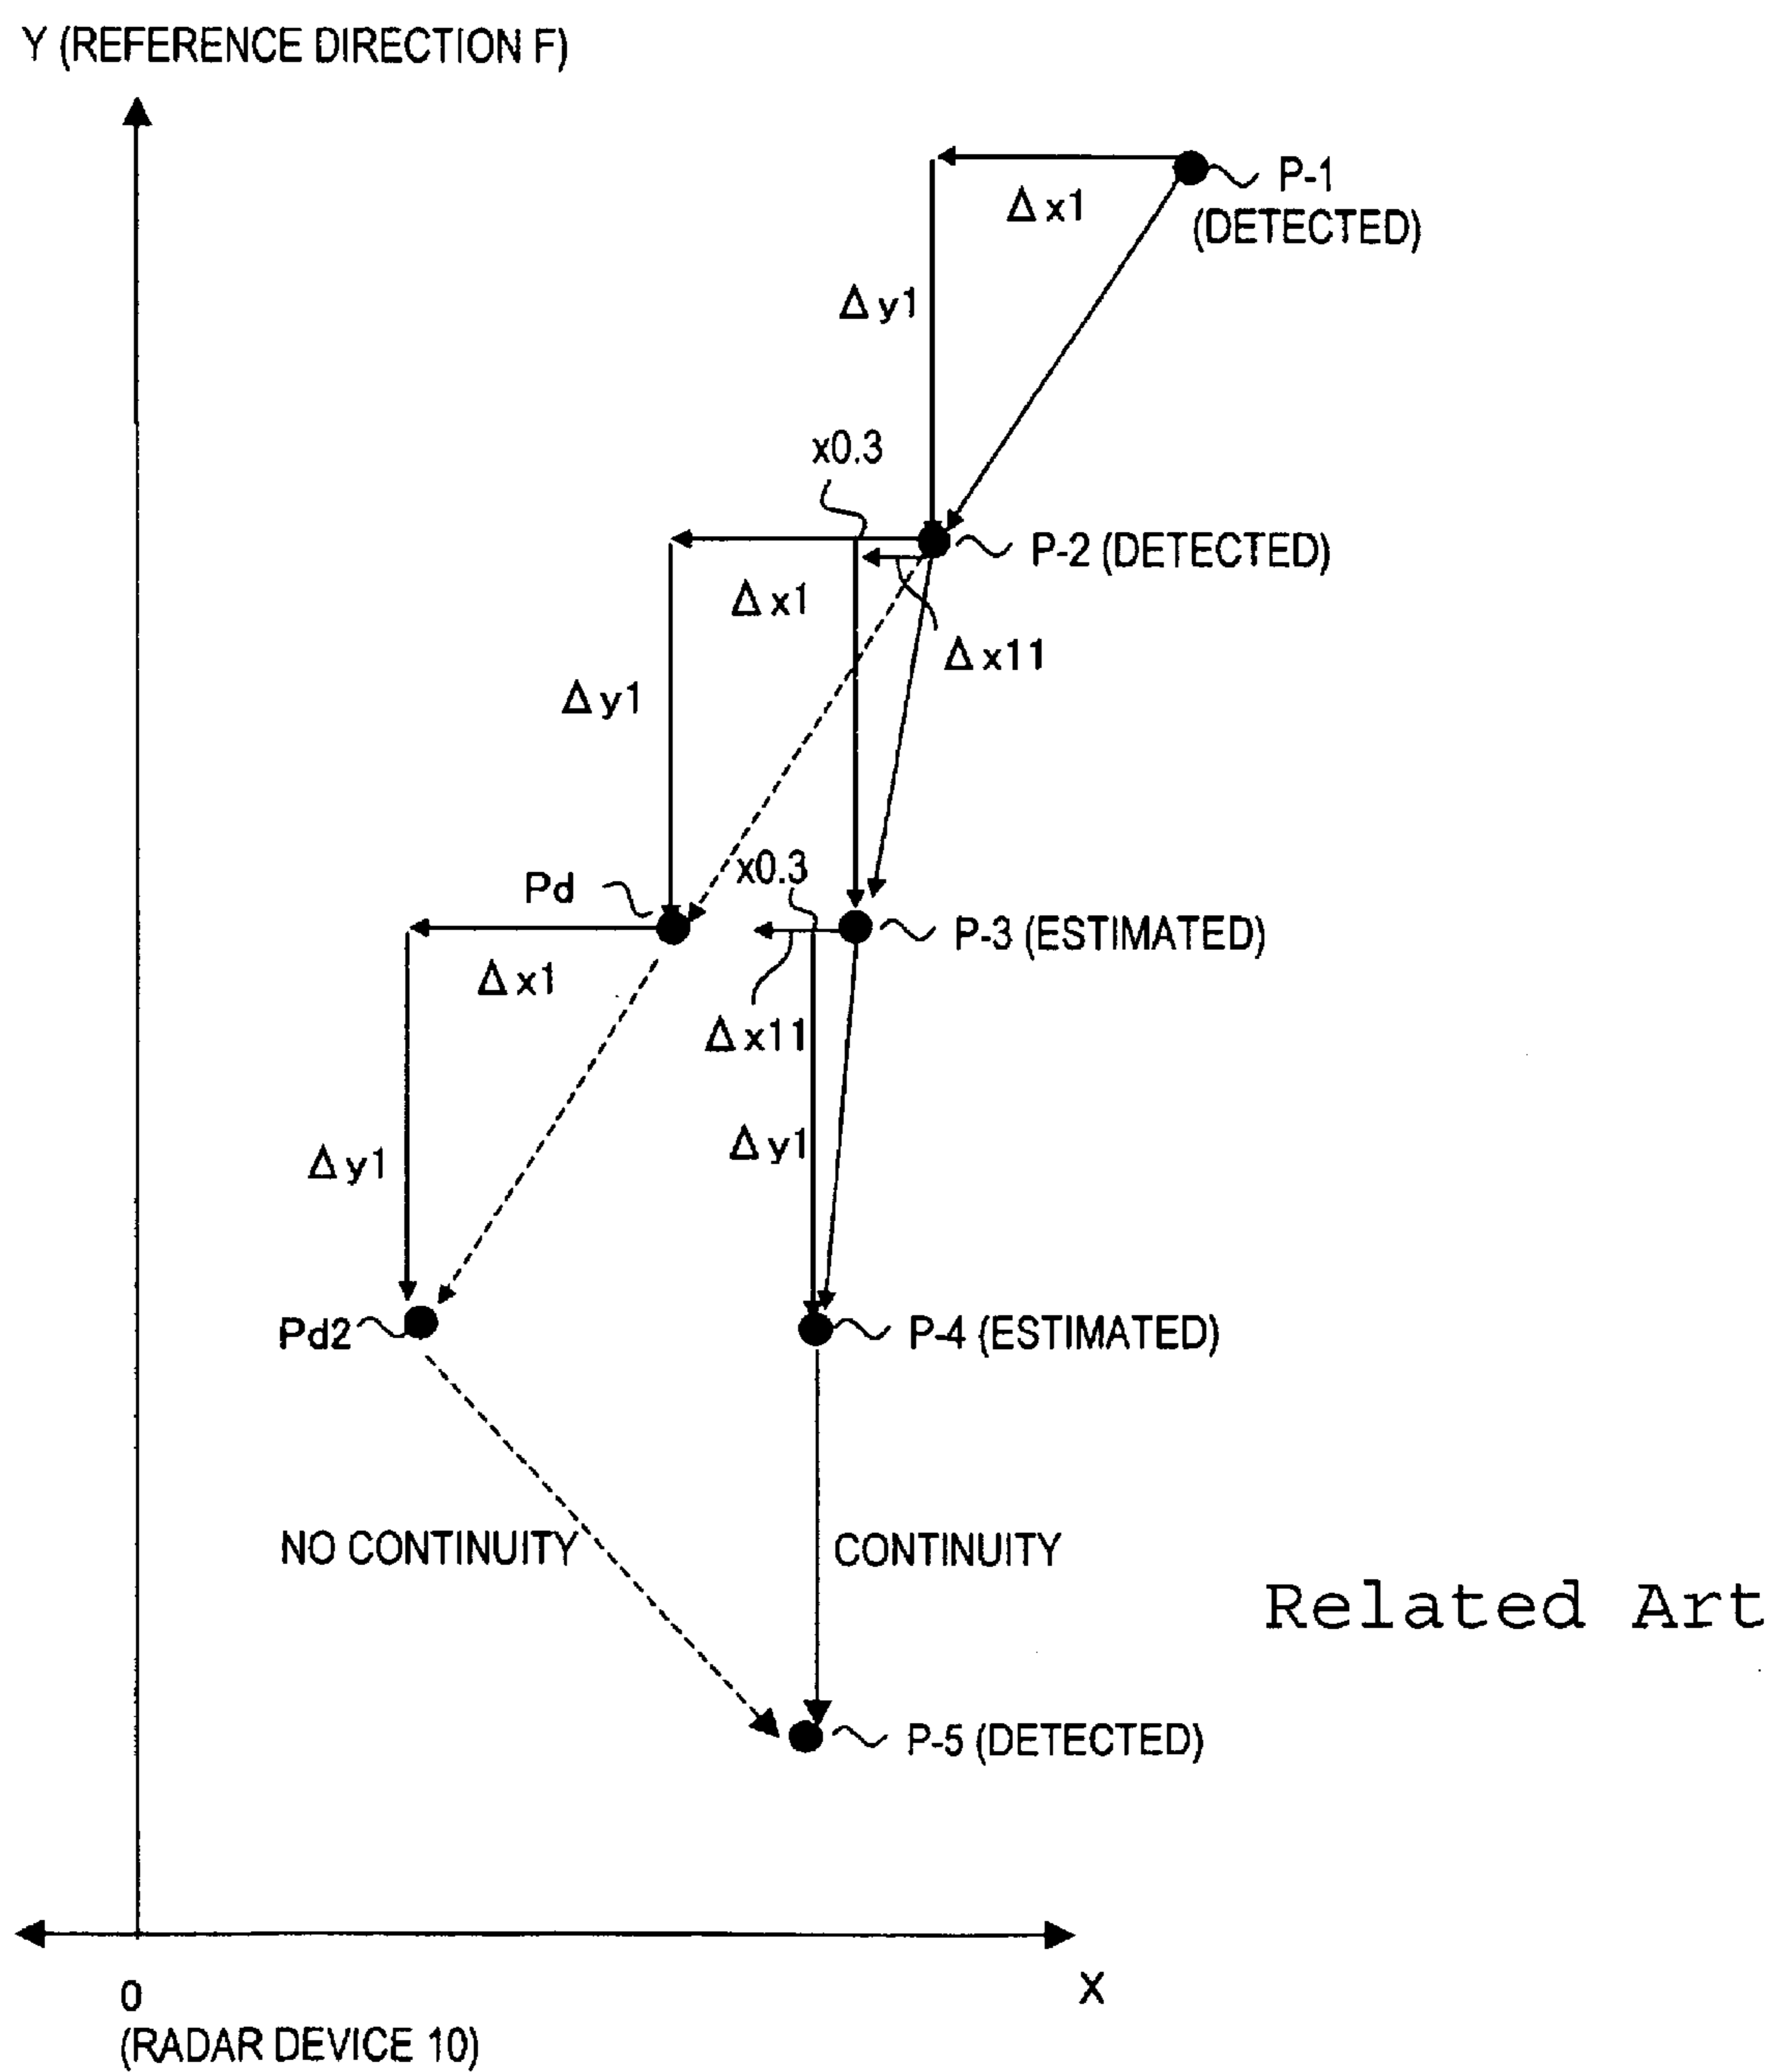 Y (REFERENCE DIRECTION F)
P-1
(DETECTED)
Δx1
Δy1
x0.3
P-2 (DETECTED)
Δx1
Δx11
Δy1
x0.3
Pd
P-3 (ESTIMATED)
Δx1
Δx11
Δy1
Δy1
Pd2
P-4 (ESTIMATED)
NO CONTINUITY
CONTINUITY
Related Art
P-5 (DETECTED)
0
X
(RADAR DEVICE 10)